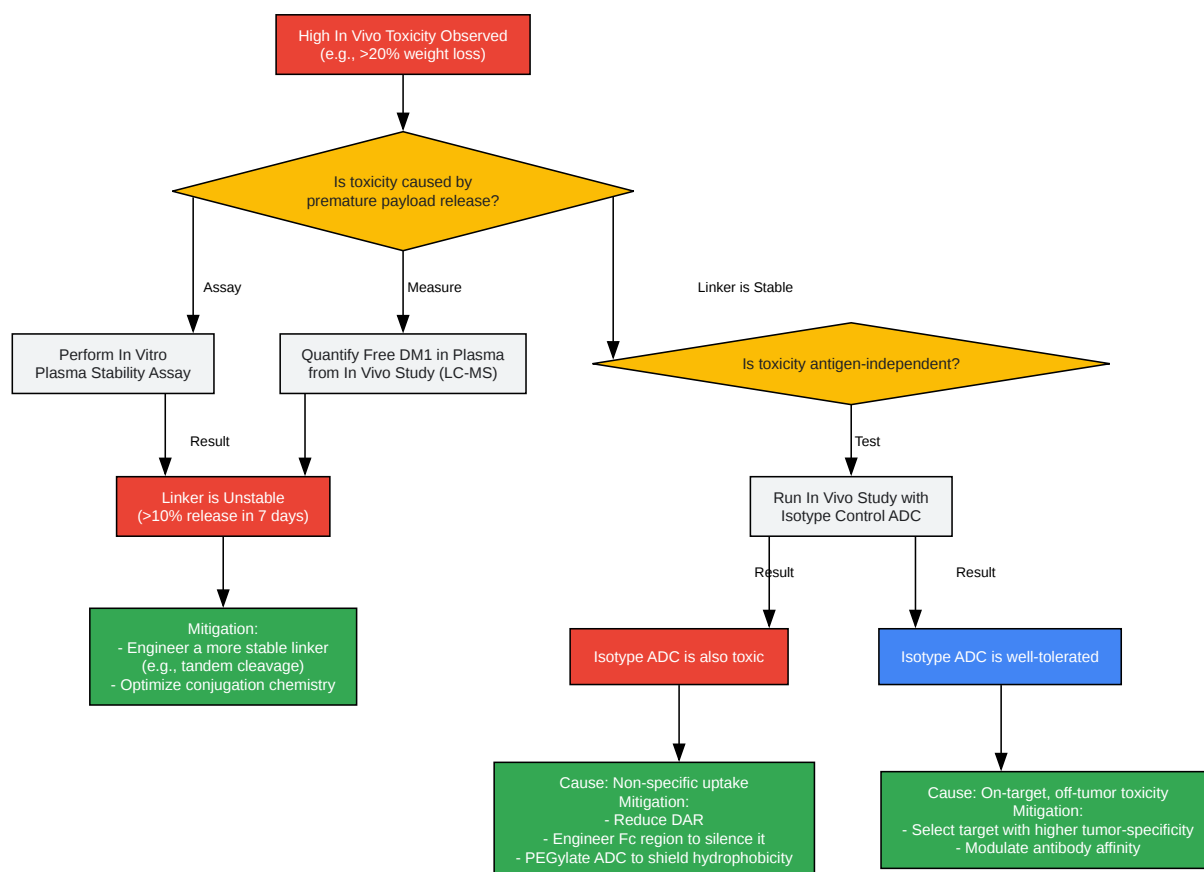 High In Vivo Toxicity Observed
(e.g., >20% weight loss)
Is toxicity caused by
premature payload release?
Assay
Measure
Linker is Stable
Perform In Vitro
Plasma Stability Assay
Quantify Free DM1 in Plasma
from In Vivo Study (LC-MS)
Is toxicity antigen-independent?
Result
Test
Linker is Unstable
(>10% release in 7 days)
Run In Vivo Study with
Isotype Control ADC
Result
Result
Mitigation:
- Engineer a more stable linker
(e.g., tandem cleavage)
- Optimize conjugation chemistry
Isotype ADC is also toxic
Isotype ADC is well-tolerated
Cause: Non-specific uptake
Mitigation:
- Reduce DAR
- Engineer Fc region to silence it
- PEGylate ADC to shield hydrophobicity
Cause: On-target, off-tumor toxicity
Mitigation:
- Select target with higher tumor-specificity
- Modulate antibody affinity